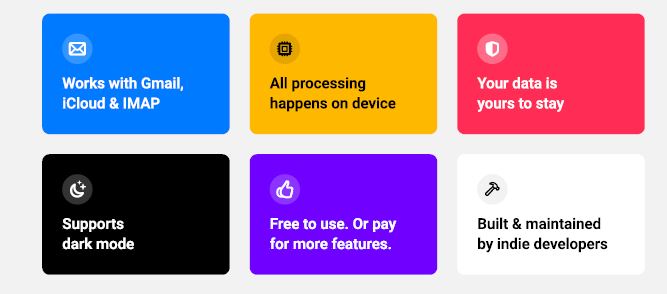 Works with Gmail,
iCloud & IMAP
All processing
happens on device
Your data is
yours to stay
Supports
dark mode
Free to use. Or pay
for more features.
Built & maintained
by indie developers